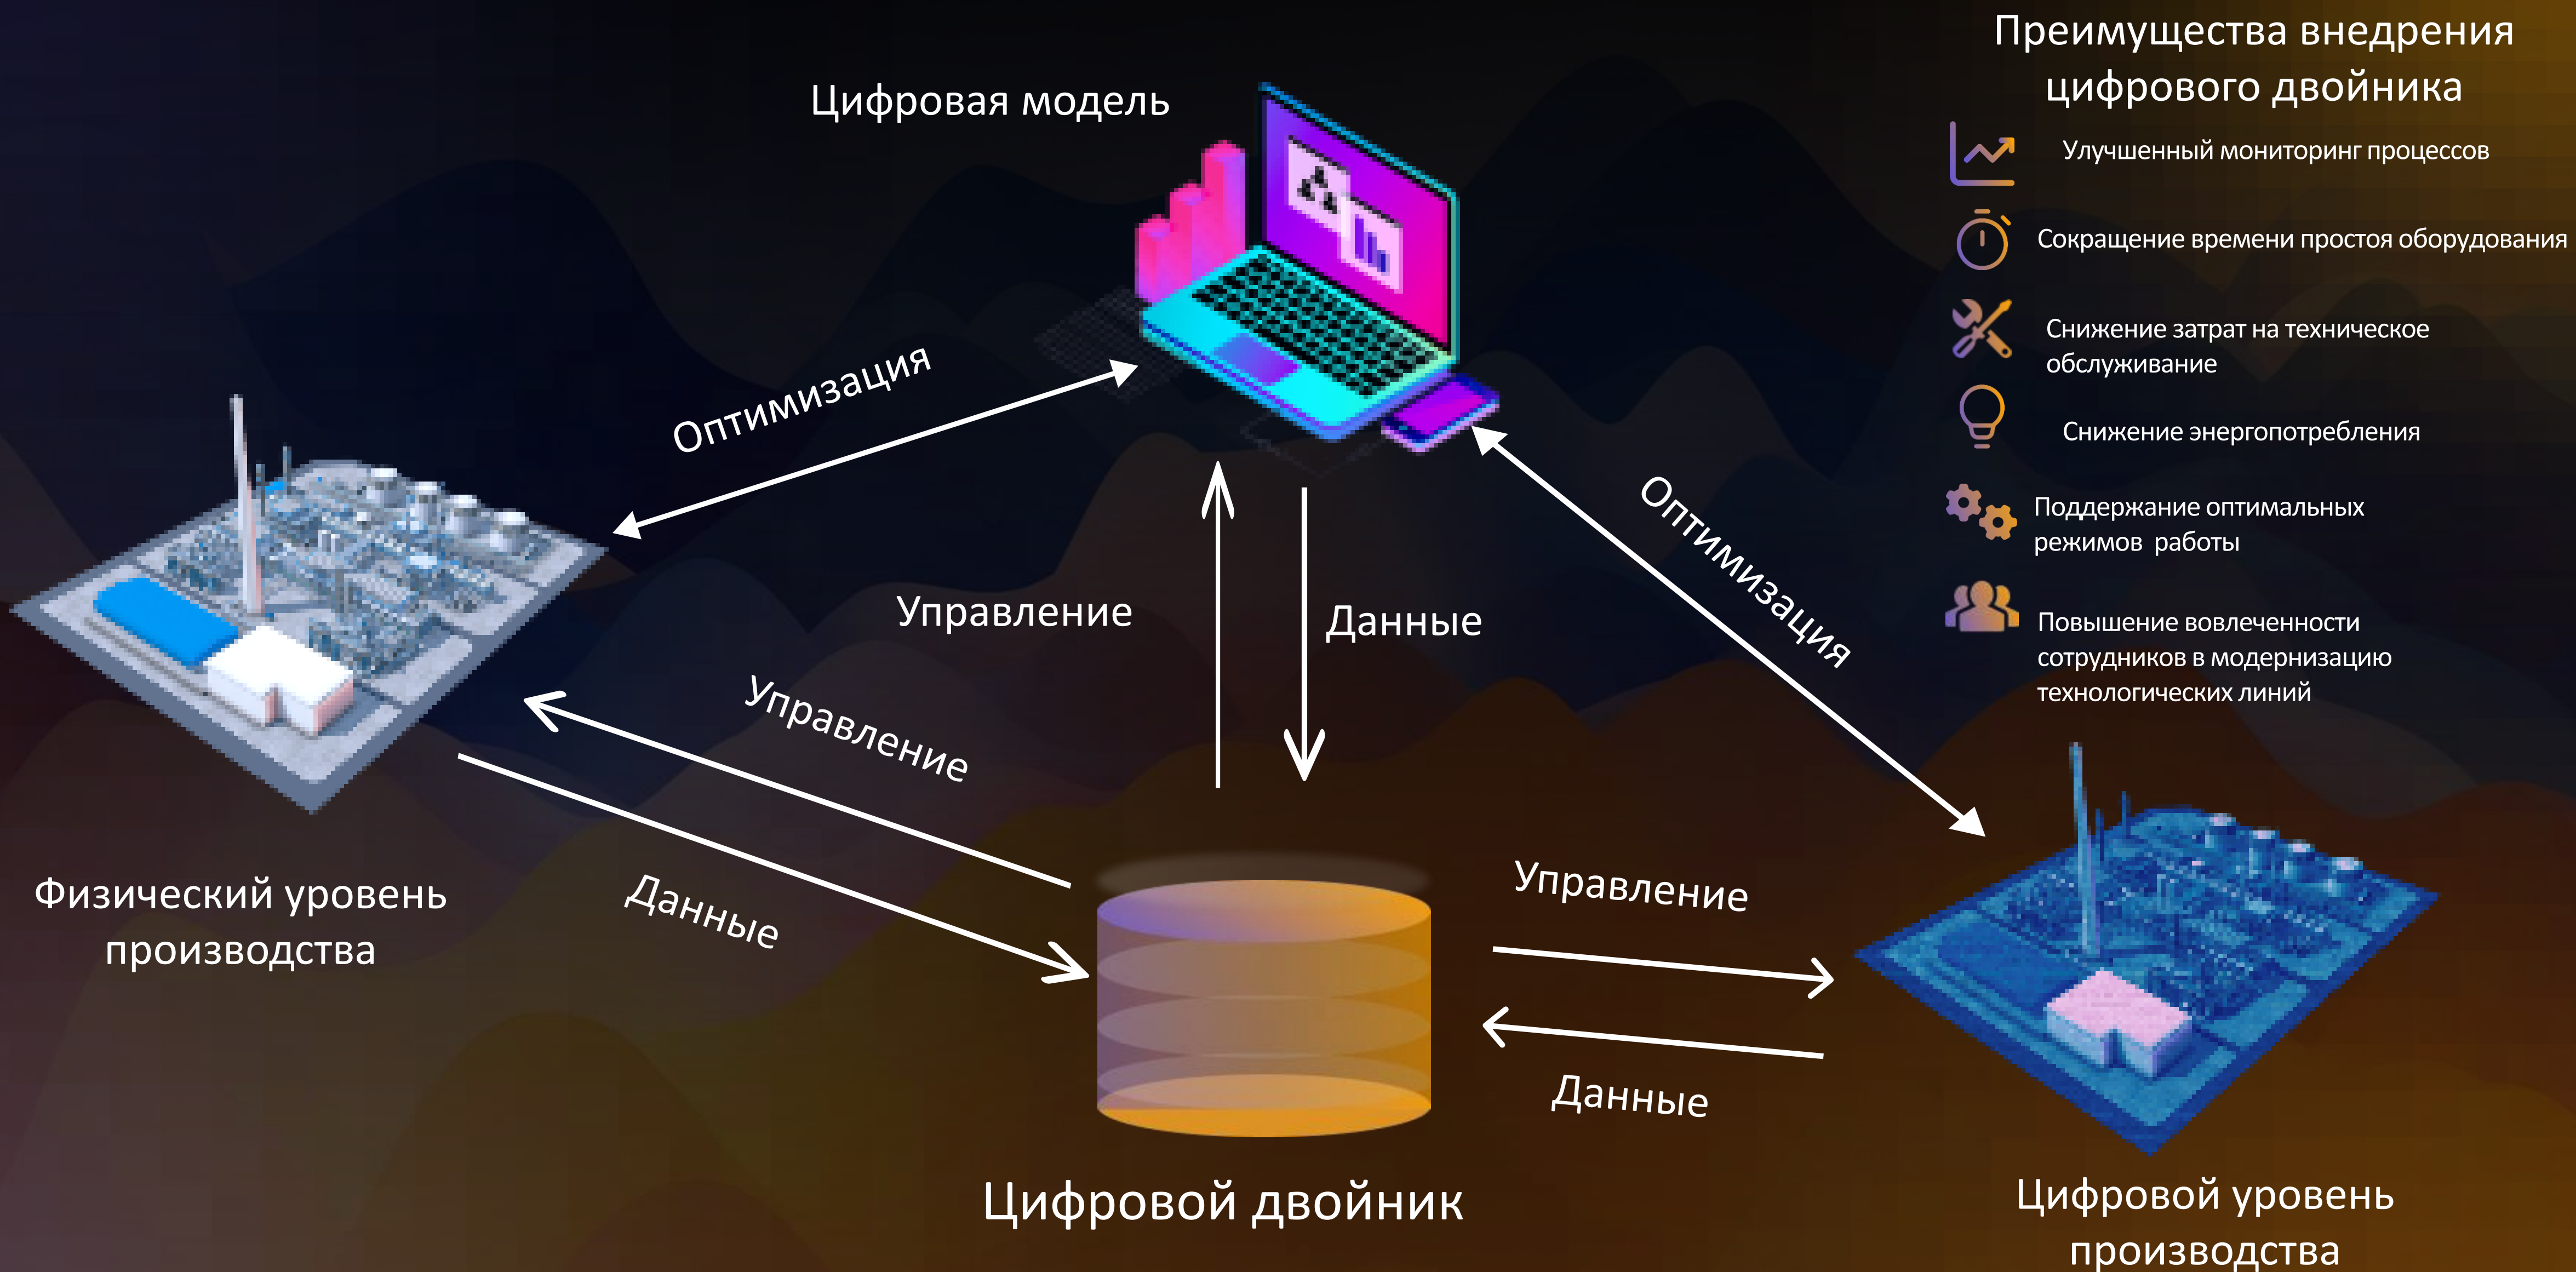 Преимущества внедрения
цифрового двойника
Цифровая модель
Улучшенный мониторинг процессов
Сокращение времени простоя оборудования
Снижение затрат на техническое
обслуживание
Снижение энергопотребления
Поддержание оптимальных
режимов работы
Повышение вовлеченности
сотрудников в модернизацию
технологических линий
Оптимизация
Оптимизация
Управление
Данные
Управление
Данные
Управление
Данные
Физический уровень
производства
Цифровой двойник
Цифровой уровень
производства